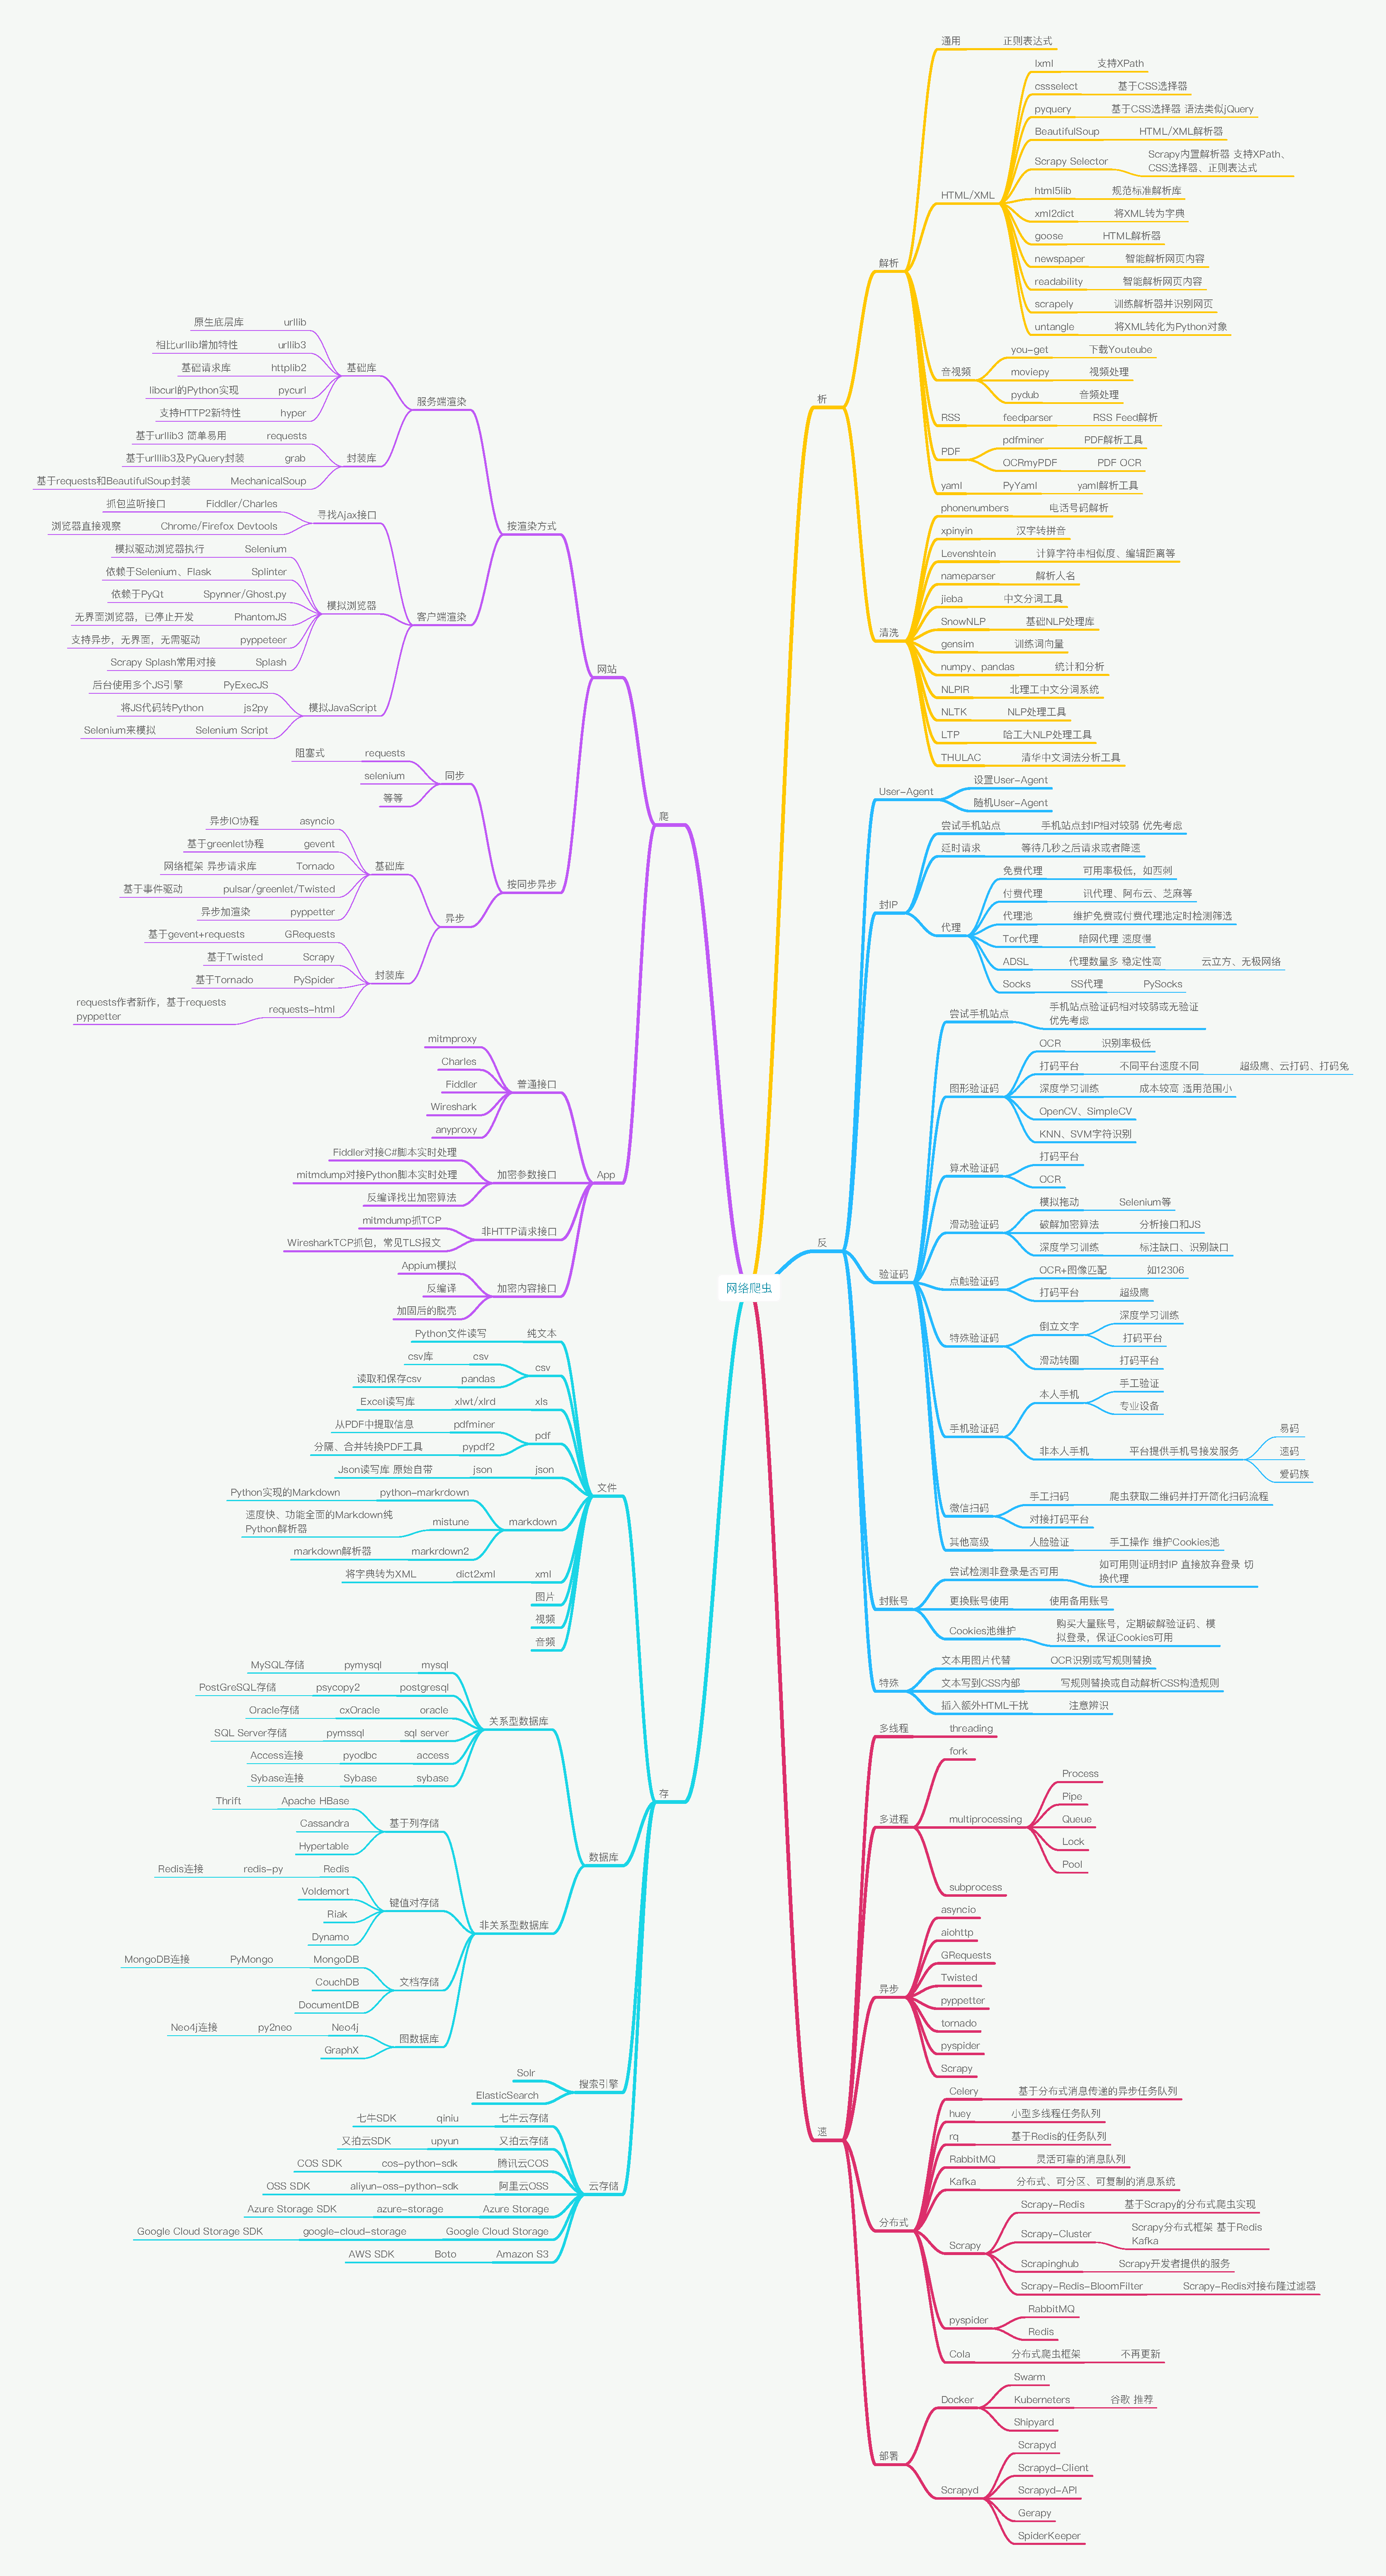 网络爬虫
爬
网站
按渲染方式
服务端渲染
基础库
原生底层库 urllib
相比urllib增加特性 urllib3
基础请求库 httplib2
libcurl的Python实现 pycurl
支持HTTP2新特性 hyper
封装库
基于urllib3 简单易用 requests
基于urlllib3及PyQuery封装 grab
基于requests和BeautifulSoup封装 MechanicalSoup
客户端渲染
寻找Ajax接口
抓包监听接口 Fiddler/Charles
浏览器直接观察 Chrome/Firefox Devtools
模拟浏览器
模拟驱动浏览器执行 Selenium
依赖于Selenium、Flask Splinter
依赖于PyQt Spynner/Ghost.py
无界面浏览器，已停止开发 PhantomJS
支持异步，无界面，无需驱动 pyppeteer
Scrapy Splash常用对接 Splash
模拟JavaScript
后台使用多个JS引擎 PyExecJS
将JS代码转Python js2py
Selenium来模拟 Selenium Script
按同步异步
同步
阻塞式 requests
selenium
等等
异步
基础库
异步IO协程 asyncio
基于greenlet协程 gevent
网络框架 异步请求库 Tornado
基于事件驱动 pulsar/greenlet/Twisted
异步加渲染 pyppetter
封装库
基于gevent+requests GRequests
基于Twisted Scrapy
基于Tornado PySpider
requests作者新作，基于requests
pyppetter
requests-html
App
普通接口
mitmproxy
Charles
Fiddler
Wireshark
anyproxy
加密参数接口
Fiddler对接C#脚本实时处理
mitmdump对接Python脚本实时处理
反编译找出加密算法
非HTTP请求接口
mitmdump抓TCP
WiresharkTCP抓包，常见TLS报文
加密内容接口
Appium模拟
反编译
加固后的脱壳
存
文件
Python文件读写 纯文本
csv
csv库 csv
读取和保存csv pandas
Excel读写库 xlwt/xlrd xls
pdf
从PDF中提取信息 pdfminer
分隔、合并转换PDF工具 pypdf2
Json读写库 原始自带 json json
markdown
Python实现的Markdown python-markrdown
速度快、功能全面的Markdown纯
Python解析器
mistune
markdown解析器 markrdown2
将字典转为XML dict2xml xml
图片
视频
音频
数据库
关系型数据库
MySQL存储 pymysql mysql
PostGreSQL存储 psycopy2 postgresql
Oracle存储 cxOracle oracle
SQL Server存储 pymssql sql server
Access连接 pyodbc access
Sybase连接 Sybase sybase
非关系型数据库
基于列存储
Thrift Apache HBase
Cassandra
Hypertable
键值对存储
Redis连接 redis-py Redis
Voldemort
Riak
Dynamo
文档存储
MongoDB连接 PyMongo MongoDB
CouchDB
DocumentDB
图数据库
Neo4j连接 py2neo Neo4j
GraphX
搜索引擎
Solr
ElasticSearch
云存储
七牛SDK qiniu 七牛云存储
又拍云SDK upyun 又拍云存储
COS SDK cos-python-sdk 腾讯云COS
OSS SDK aliyun-oss-python-sdk 阿里云OSS
Azure Storage SDK azure-storage Azure Storage
Google Cloud Storage SDK google-cloud-storage Google Cloud Storage
AWS SDK Boto Amazon S3
析
解析
通用 正则表达式
HTML/XML
lxml 支持XPath
cssselect 基于CSS选择器
pyquery 基于CSS选择器 语法类似jQuery
BeautifulSoup HTML/XML解析器
Scrapy Selector
Scrapy内置解析器 支持XPath、
CSS选择器、正则表达式
html5lib 规范标准解析库
xml2dict 将XML转为字典
goose HTML解析器
newspaper 智能解析网页内容
readability 智能解析网页内容
scrapely 训练解析器并识别网页
untangle 将XML转化为Python对象
音视频
you-get 下载Youteube
moviepy 视频处理
pydub 音频处理
RSS feedparser RSS Feed解析
PDF
pdfminer PDF解析工具
OCRmyPDF PDF OCR
yaml PyYaml yaml解析工具
清洗
phonenumbers 电话号码解析
xpinyin 汉字转拼音
Levenshtein 计算字符串相似度、编辑距离等
nameparser 解析人名
jieba 中文分词工具
SnowNLP 基础NLP处理库
gensim 训练词向量
numpy、pandas 统计和分析
NLPIR 北理工中文分词系统
NLTK NLP处理工具
LTP 哈工大NLP处理工具
THULAC 清华中文词法分析工具
反
User-Agent
设置User-Agent
随机User-Agent
封IP
尝试手机站点 手机站点封IP相对较弱 优先考虑
延时请求 等待几秒之后请求或者降速
代理
免费代理 可用率极低，如西刺
付费代理 讯代理、阿布云、芝麻等
代理池 维护免费或付费代理池定时检测筛选
Tor代理 暗网代理 速度慢
ADSL 代理数量多 稳定性高 云立方、无极网络
Socks SS代理 PySocks
验证码
尝试手机站点
手机站点验证码相对较弱或无验证
优先考虑
图形验证码
OCR 识别率极低
打码平台 不同平台速度不同 超级鹰、云打码、打码兔
深度学习训练 成本较高 适用范围小
OpenCV、SimpleCV
KNN、SVM字符识别
算术验证码
打码平台
OCR
滑动验证码
模拟拖动 Selenium等
破解加密算法 分析接口和JS
深度学习训练 标注缺口、识别缺口
点触验证码
OCR+图像匹配 如12306
打码平台 超级鹰
特殊验证码
倒立文字
深度学习训练
打码平台
滑动转圈 打码平台
手机验证码
本人手机
手工验证
专业设备
非本人手机 平台提供手机号接发服务
易码
速码
爱码族
微信扫码
手工扫码 爬虫获取二维码并打开简化扫码流程
对接打码平台
其他高级 人脸验证 手工操作 维护Cookies池
封账号
尝试检测非登录是否可用
如可用则证明封IP 直接放弃登录 切
换代理
更换账号使用 使用备用账号
Cookies池维护
购买大量账号，定期破解验证码、模
拟登录，保证Cookies可用
特殊
文本用图片代替 OCR识别或写规则替换
文本写到CSS内部 写规则替换或自动解析CSS构造规则
插入额外HTML干扰 注意辨识
速
多线程 threading
多进程
fork
multiprocessing
Process
Pipe
Queue
Lock
Pool
subprocess
异步
asyncio
aiohttp
GRequests
Twisted
pyppetter
tornado
pyspider
Scrapy
分布式
Celery 基于分布式消息传递的异步任务队列
huey 小型多线程任务队列
rq 基于Redis的任务队列
RabbitMQ 灵活可靠的消息队列
Kafka 分布式、可分区、可复制的消息系统
Scrapy
Scrapy-Redis 基于Scrapy的分布式爬虫实现
Scrapy-Cluster
Scrapy分布式框架 基于Redis
Kafka
Scrapinghub Scrapy开发者提供的服务
Scrapy-Redis-BloomFilter Scrapy-Redis对接布隆过滤器
pyspider
RabbitMQ
Redis
Cola 分布式爬虫框架 不再更新
部署
Docker
Swarm
Kuberneters 谷歌 推荐
Shipyard
Scrapyd
Scrapyd
Scrapyd-Client
Scrapyd-API
Gerapy
SpiderKeeper